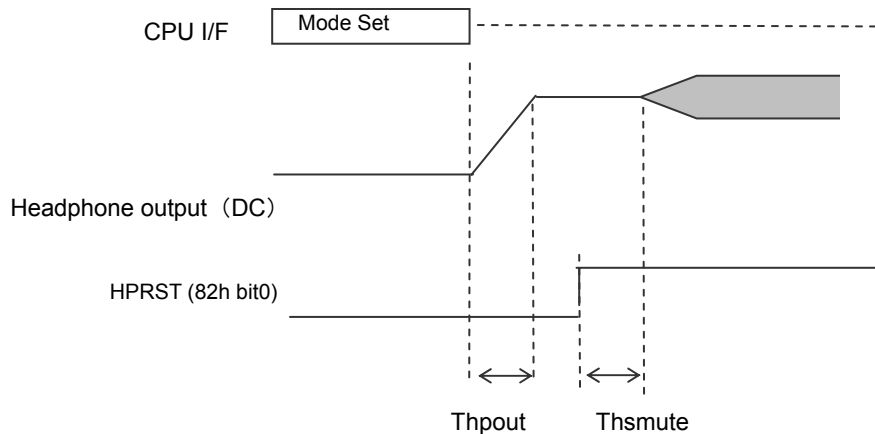 CPU I/F
Mode Set
Headphone output（DC）
HPRST (82h bit0)
Thpout
Thsmute